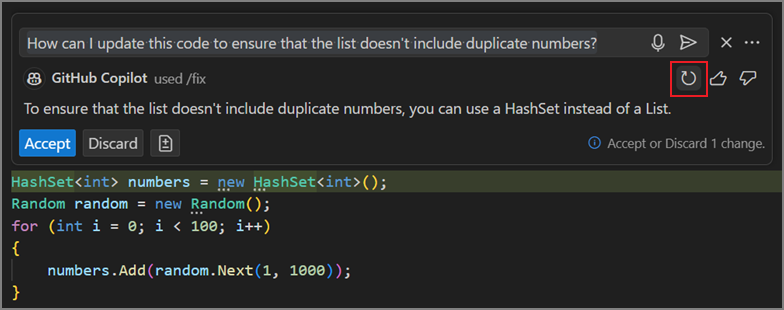 How can I update this code to ensure that the list doesn't include duplicate numbers?
GitHub Copilot used /fix
To ensure that the list doesn't include duplicate numbers, you can use a HashSet instead of a List.
Accept Discard Accept or Discard 1 change.
HashSet<int> numbers = new HashSet<int>();
Random random = new Random();
for (int i = 0; i < 100; i++)
{
    numbers.Add(random.Next(1, 1000));
}